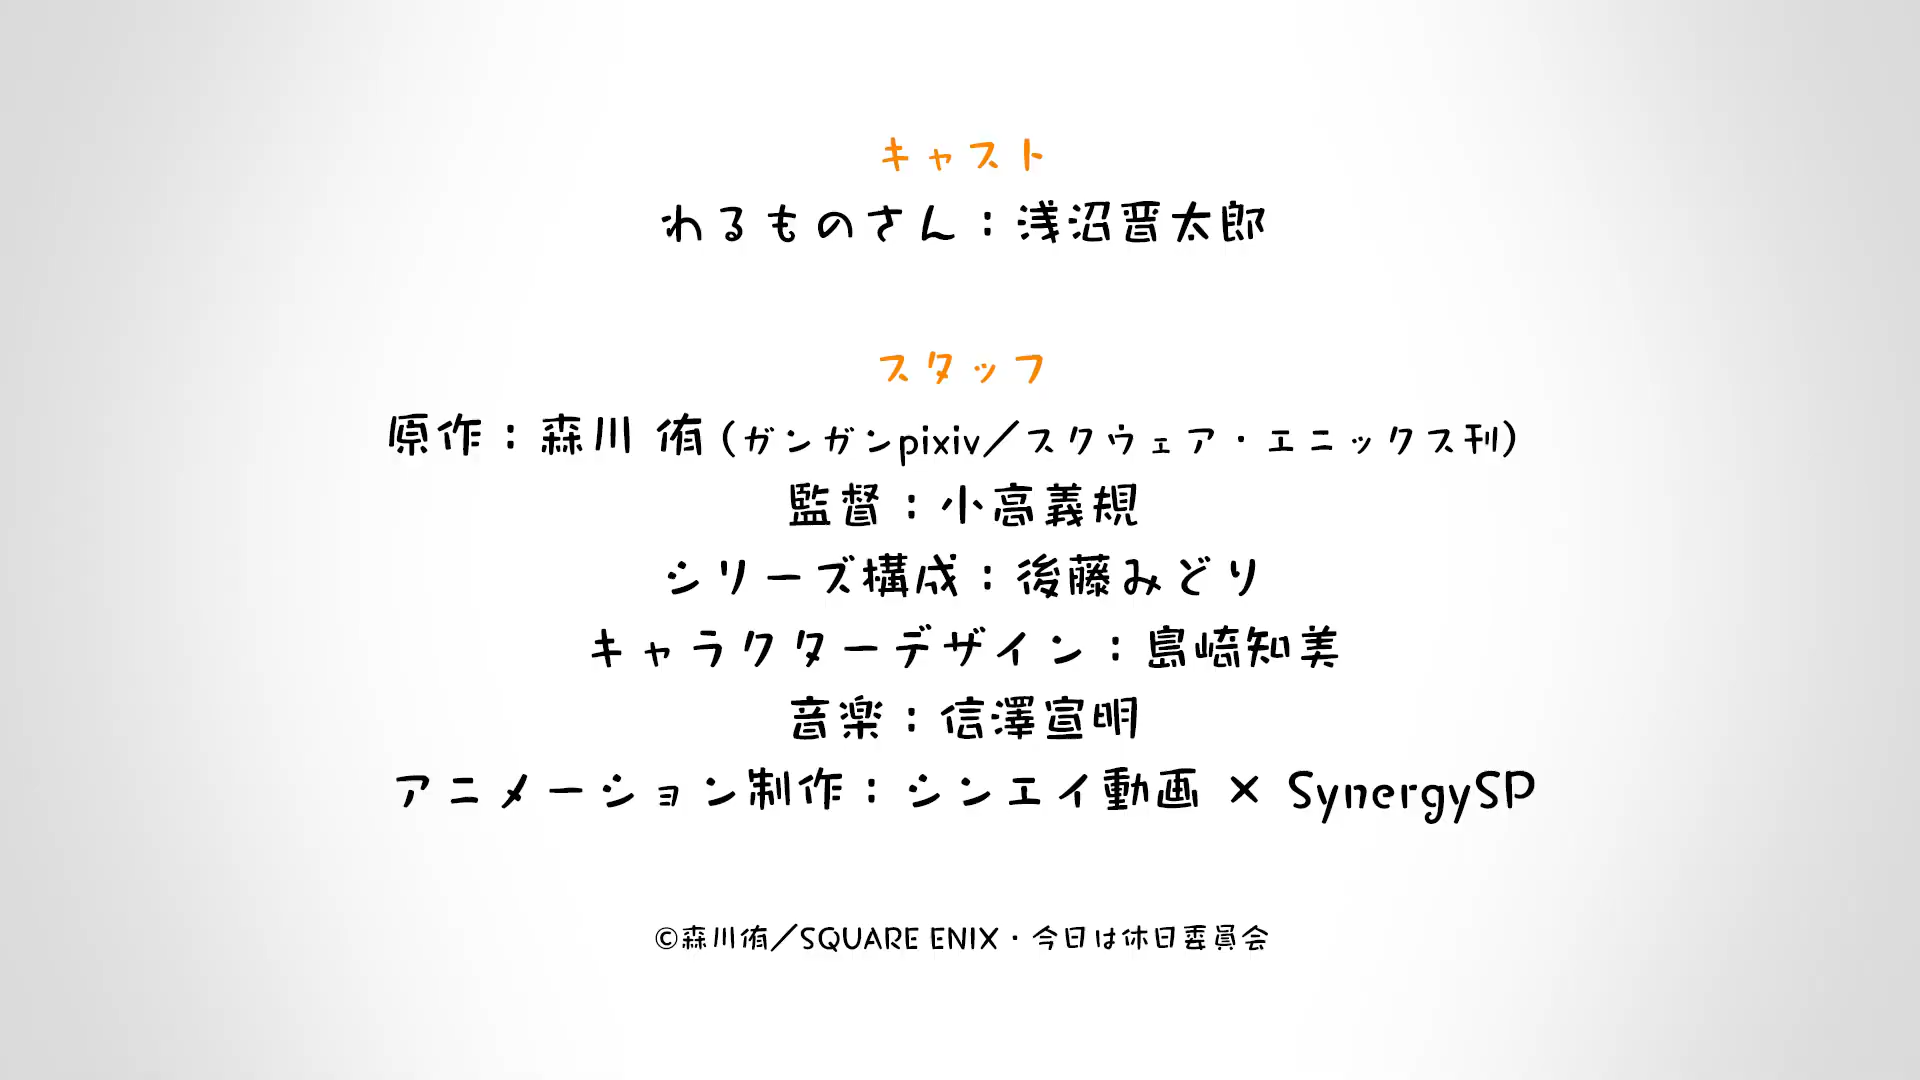 キャスト
わるものさん：浅沼晋太郎
スタッフ
原作：森川 侑（ガンガンpixiv／スクウェア・エニックス刊）
監督：小高義規
シリーズ構成：後藤みどり
キャラクターデザイン：島崎知美
音楽：信澤宣明
アニメーション制作：シンエイ動画 × SynergySP
©森川侑／SQUARE ENIX・今日は休日委員会